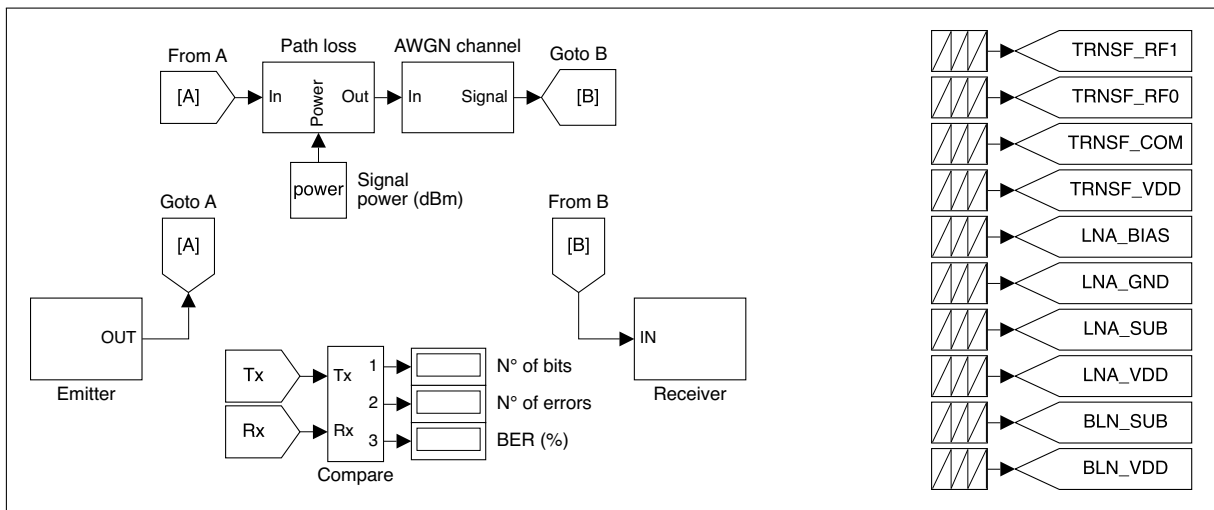 Path loss
AWGN channel
From A
Goto B
[A]
In
Power
Out
In
Signal
[B]
power
Signal
power (dBm)
Goto A
[A]
From B
[B]
OUT
Emitter
IN
Receiver
Tx
Rx
Tx
Rx
1
2
3
Compare
N° of bits
N° of errors
BER (%)
TRNSF_RF1
TRNSF_RF0
TRNSF_COM
TRNSF_VDD
LNA_BIAS
LNA_GND
LNA_SUB
LNA_VDD
BLN_SUB
BLN_VDD